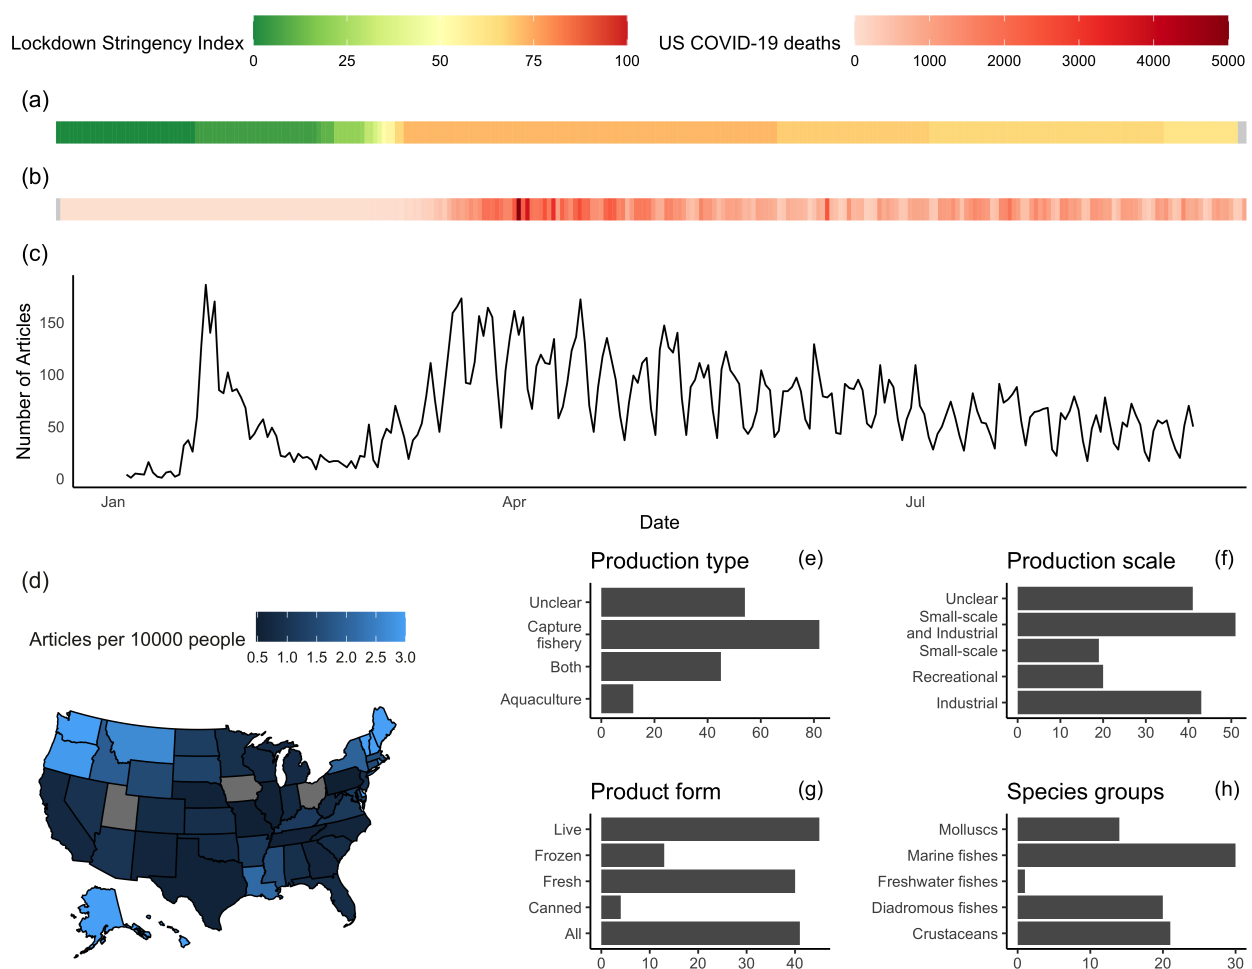 Lockdown Stringency Index
0 25 50 75 100
US COVID-19 deaths
0 1000 2000 3000 4000 5000
(a)
(b)
(c)
Number of Articles
150
100
50
0
Jan Apr Jul
Date
(d)
Articles per 10000 people
0.5 1.0 1.5 2.0 2.5 3.0
Production type (e)
Unclear
Capture
fishery
Both
Aquaculture
0 20 40 60 80
Production scale (f)
Unclear
Small-scale
and Industrial
Small-scale
Recreational
Industrial
0 10 20 30 40 50
Product form (g)
Live
Frozen
Fresh
Canned
All
0 10 20 30 40
Species groups (h)
Molluscs
Marine fishes
Freshwater fishes
Diadromous fishes
Crustaceans
0 10 20 30